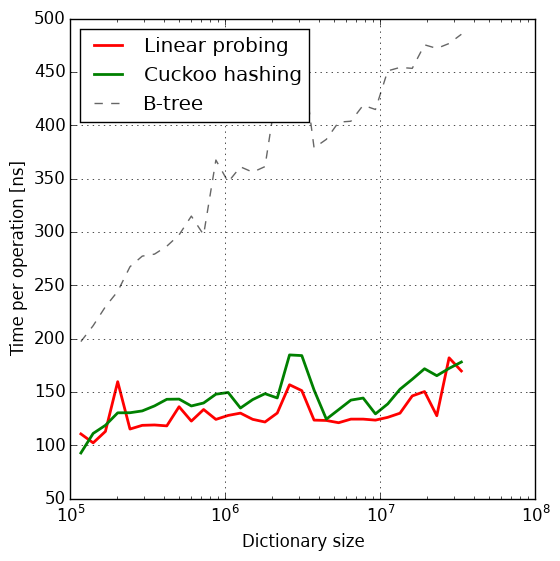 500
450
400
350
300
250
200
150
100
50
Time per operation [ns]
Linear probing
Cuckoo hashing
B-tree
10^5
10^6
10^7
10^8
Dictionary size